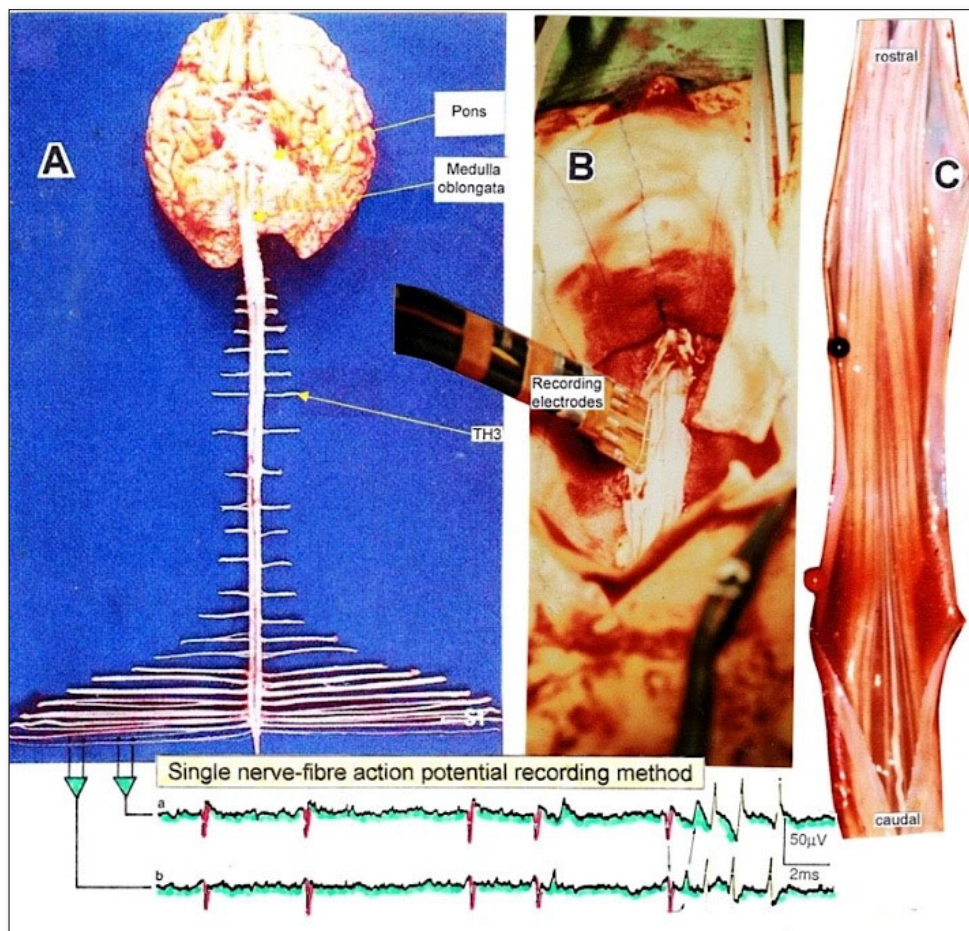 A
Pons
Medulla
oblongata
TH3
S1
B
Recording
electrodes
rostral
C
caudal
Single nerve-fibre action potential recording method
a
50µV
2ms
b